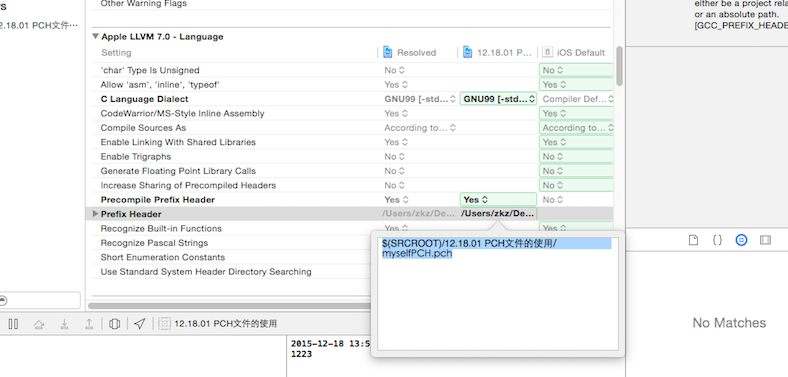 Other Warning Flags
either be a project rela
or an absolute path.
[GCC_PREFIX_HEADE
rs
12.18.01 PCH文件…
Apple LLVM 7.0 - Language
Setting Resolved 12.18.01 P… iOS Default
'char' Type Is Unsigned No No
Allow 'asm', 'inline', 'typeof' Yes Yes
C Language Dialect GNU99 [-std… GNU99 [-std… Compiler Def…
CodeWarrior/MS-Style Inline Assembly Yes Yes
Compile Sources As According to… According to…
Enable Linking With Shared Libraries Yes Yes
Enable Trigraphs No No
Generate Floating Point Library Calls No No
Increase Sharing of Precompiled Headers No No
Precompile Prefix Header Yes Yes No
Prefix Header /Users/zkz/De… /Users/zkz/De…
Recognize Built-in Functions Yes Yes
Recognize Pascal Strings
Short Enumeration Constants
Use Standard System Header Directory Searching
$(SRCROOT)/12.18.01 PCH文件的使用/
myselfPCH.pch
12.18.01 PCH文件的使用
No Matches
2015-12-18 13:5
1223